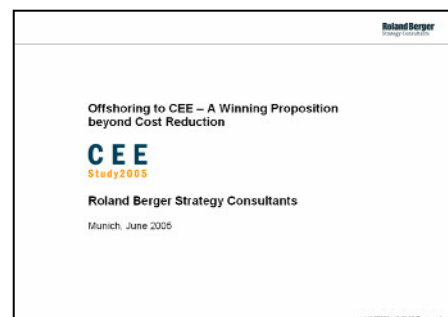 Roland Berger
Strategy Consultants
Offshoring to CEE – A Winning Proposition
beyond Cost Reduction
CEE
Study2005
Roland Berger Strategy Consultants
Munich, June 2005